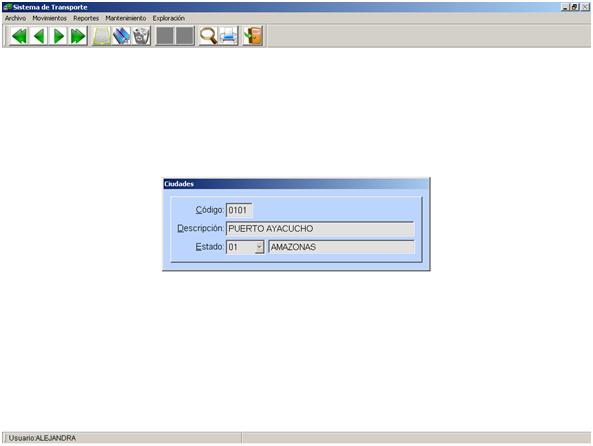 Sistema de Transporte
Archivo Movimientos Reportes Mantenimiento Exploración
Ciudades
Código: 0101
Descripción: PUERTO AYACUCHO
Estado: 01 AMAZONAS
Usuario:ALEJANDRA